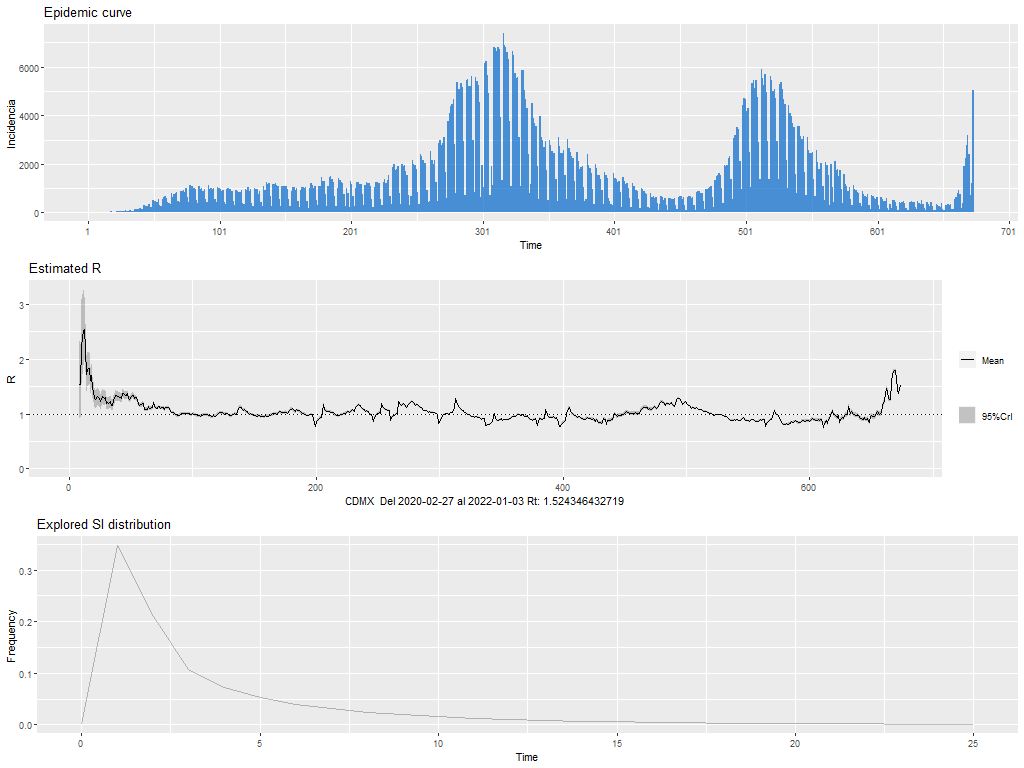 Epidemic curve
Incidencia
6000
4000
2000
0
1 101 201 301 401 501 601 701
Time
Estimated R
R
3
2
1
0
Mean
95%CrI
0 200 400 600
CDMX Del 2020-02-27 al 2022-01-03 Rt: 1.524346432719
Explored SI distribution
Frequency
0.3
0.2
0.1
0.0
0 5 10 15 20 25
Time